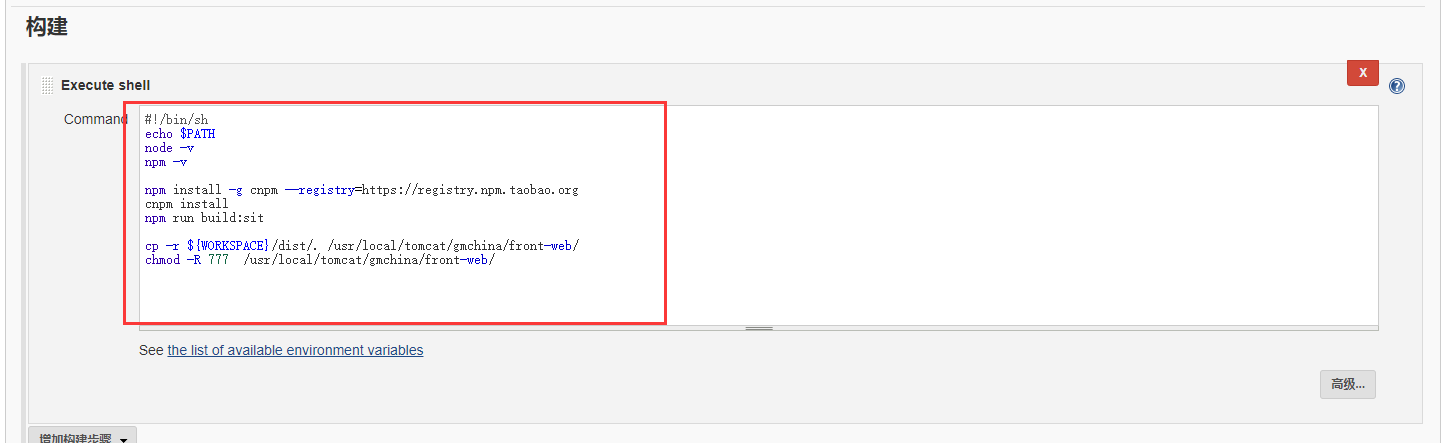 构建
Execute shell
X
Command
#!/bin/sh
echo $PATH
node -v
npm -v
npm install -g cnpm --registry=https://registry.npm.taobao.org
cnpm install
npm run build:sit
cp -r ${WORKSPACE}/dist/. /usr/local/tomcat/gmchina/front-web/
chmod -R 777  /usr/local/tomcat/gmchina/front-web/
See the list of available environment variables
高级...
增加构建步骤